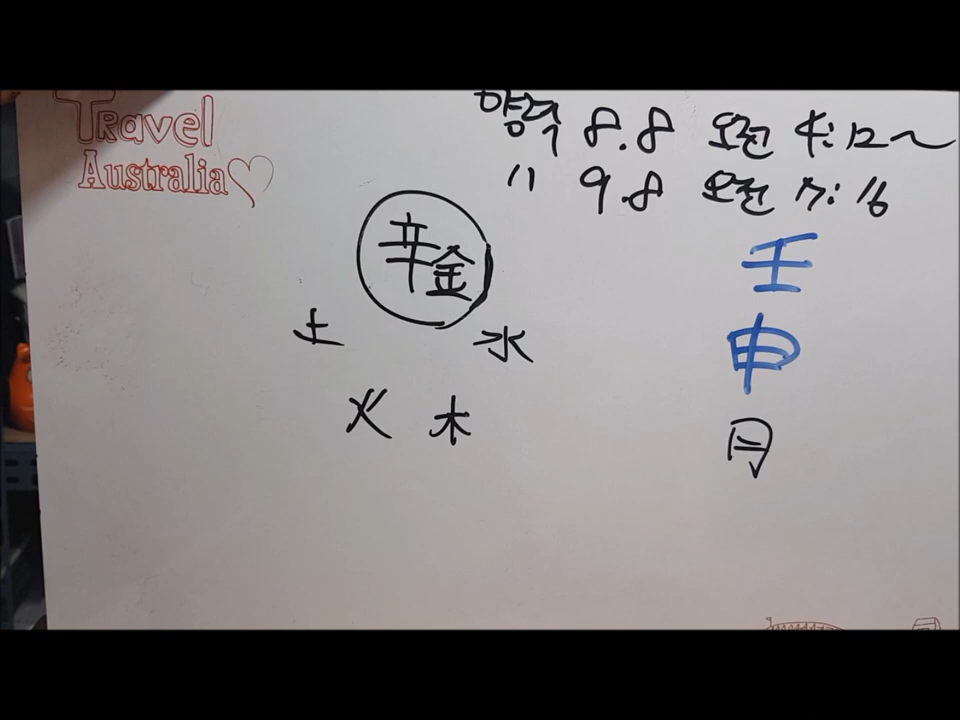 Travel
Australia
양력 8.8 오전 4:12~
〃 9.8 오전 7:16
辛金
土 水
火 木
壬
申
月